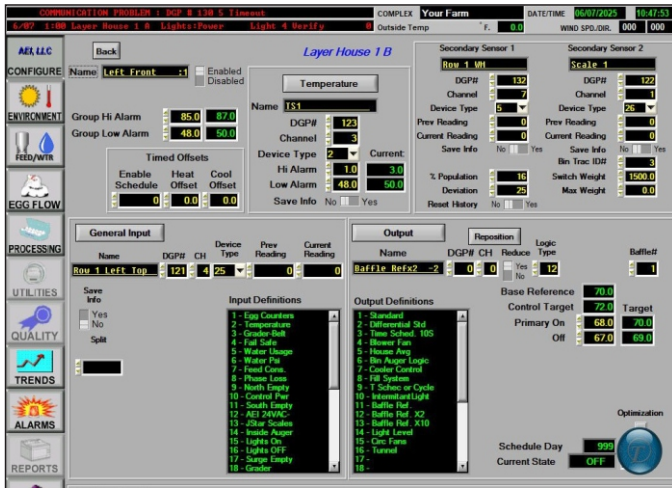 COMMUNICATION PROBLEM : DGP # 130 5 Timeout
COMPLEX Your Farm DATE/TIME 06/07/2025 10:47:53
6/07 1:00 Layer House 1 A Lights:Power Light 4 Verify 0 Outside Temp °F. 0.0 WIND SPD./DIR. 000 000
AEI, LLC
CONFIGURE
ENVIRONMENT
FEED/WTR
EGG FLOW
PROCESSING
UTILITIES
QUALITY
TRENDS
ALARMS
REPORTS
Back
Layer House 1 B
Name Left Front :1 Enabled
Disabled
Group Hi Alarm 85.0 87.0
Group Low Alarm 48.0 50.0
Timed Offsets
Enable Schedule Heat Offset Cool Offset
0 0.0 0.0
Temperature
Name TS1
DGP# 123
Channel 3
Device Type 2 Current
Hi Alarm 1.0 3.0
Low Alarm 48.0 50.0
Save Info No Yes
Secondary Sensor 1
Row 1 WM
DGP# 132
Channel 7
Device Type 5
Prev Reading 0
Current Reading 0
Save Info No Yes
% Population 16
Deviation 25
Reset History No Yes
Secondary Sensor 2
Scale 1
DGP# 122
Channel 1
Device Type 26
Prev Reading 0
Current Reading 0
Save Info No Yes
Bin Trac ID# 3
Switch Weight 1500.0
Max Weight 0.0
General Input
Name DGP# CH Device Type Prev Reading Current Reading
Row 1 Left Top 121 4 25 0 0
Save Info
Yes
No
Split
Input Definitions
1 - Egg Counters
2 - Temperature
3 - Grader-Belt
4 - Fail Safe
5 - Water Usage
6 - Water Psi
7 - Feed Cons.
8 - Phase Loss
9 - North Empty
10 - Control Pwr
11 - South Empty
12 - AEI 24VAC-
13 - JStar Scales
14 - Inside Auger
15 - Lights On
16 - Lights OFF
17 - Surge Empty
18 - Grader
Output
Reposition
Name DGP# CH Reduce Logic Type Baffle#
Baffle Refx2 -2 0 0 Yes
No 12 1
Output Definitions
1 - Standard
2 - Differential Std
3 - Time Sched. 10S
4 - Blower Fan
5 - House Avg
6 - Bin Auger Logic
7 - Cooler Control
8 - Fill System
9 - T Schoc or Cycle
10 - IntermitantLight
11 - Baffle Ref.
12 - Baffle Ref. X2
13 - Baffle Ref. X10
14 - Light Level
15 - Circ Fans
16 - Tunnel
17 -
18 -
Base Reference 70.0
Control Target 72.0 Target
Primary On 68.0 70.0
Off 67.0 69.0
Optimization
Schedule Day 999
Current State OFF